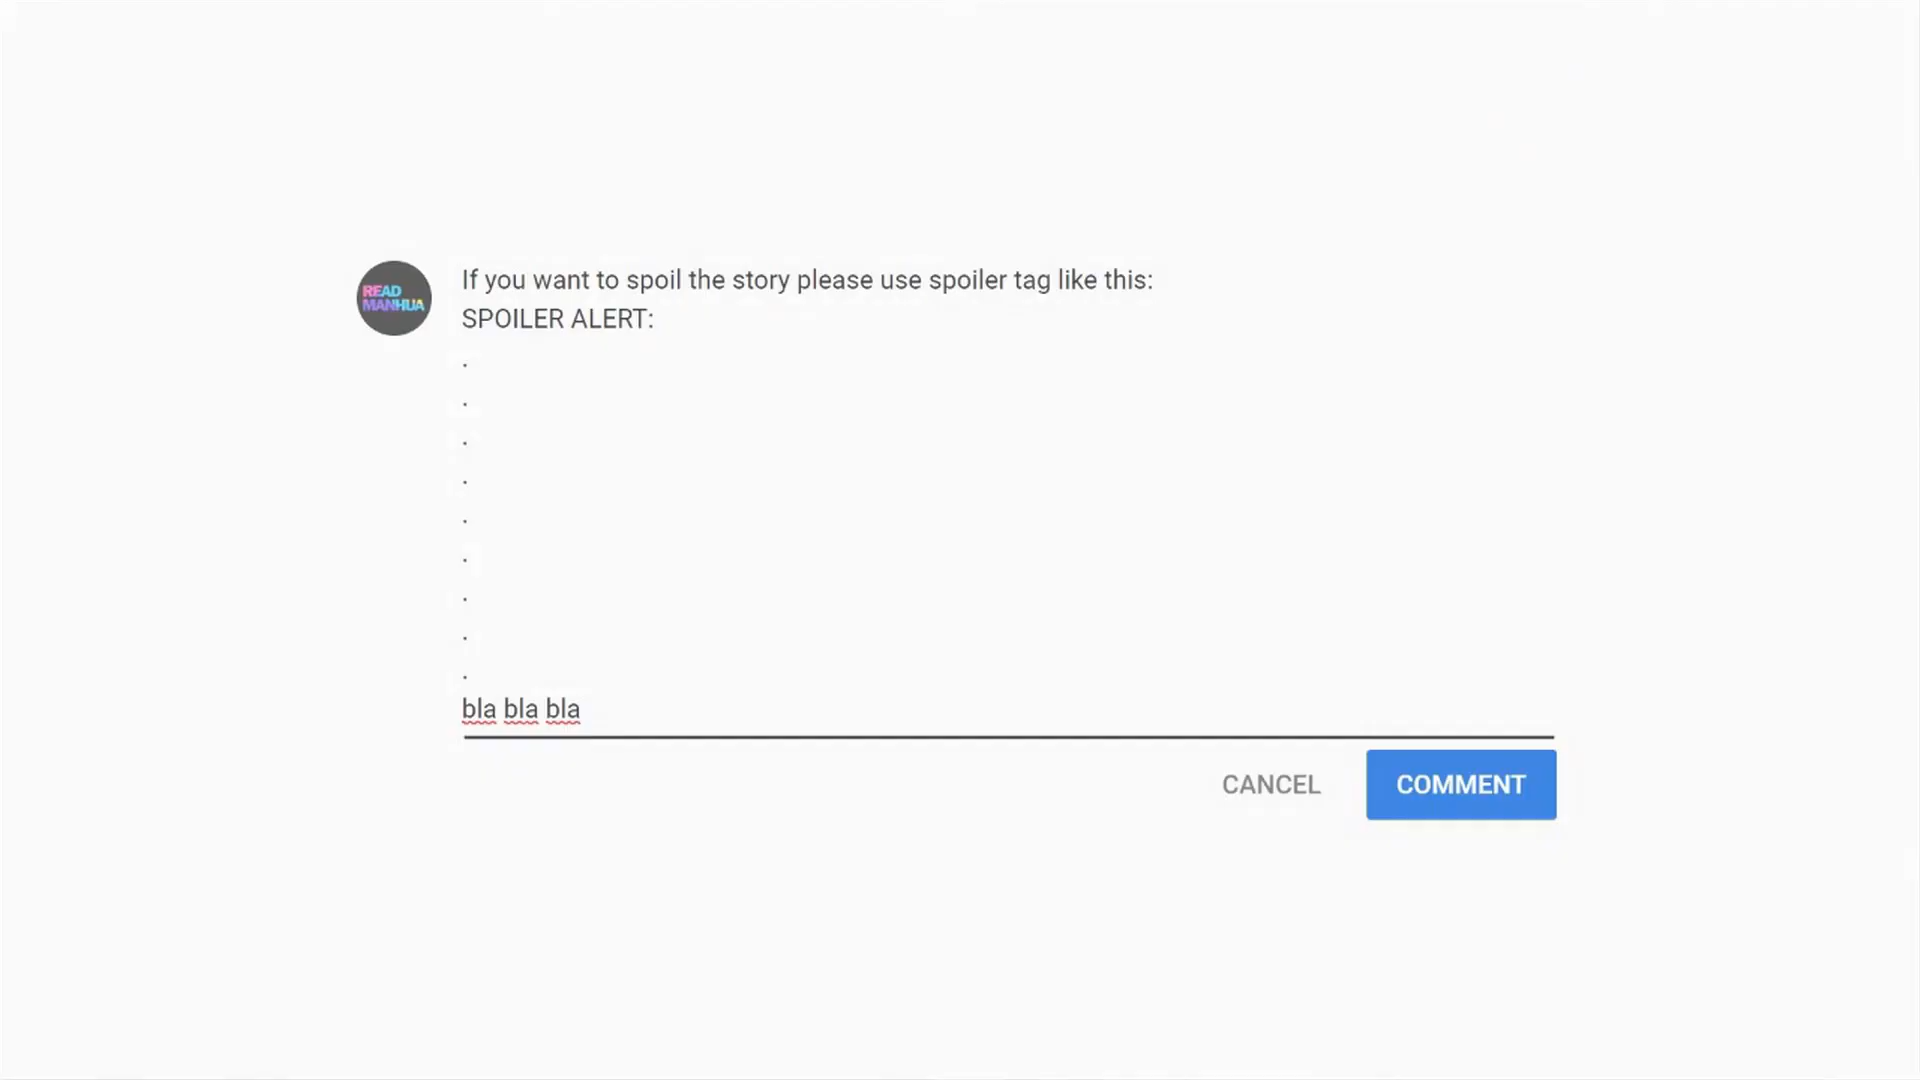 READ
MANHUA
If you want to spoil the story please use spoiler tag like this:
SPOILER ALERT:
.
.
.
.
.
.
.
.
.
bla bla bla
CANCEL
COMMENT